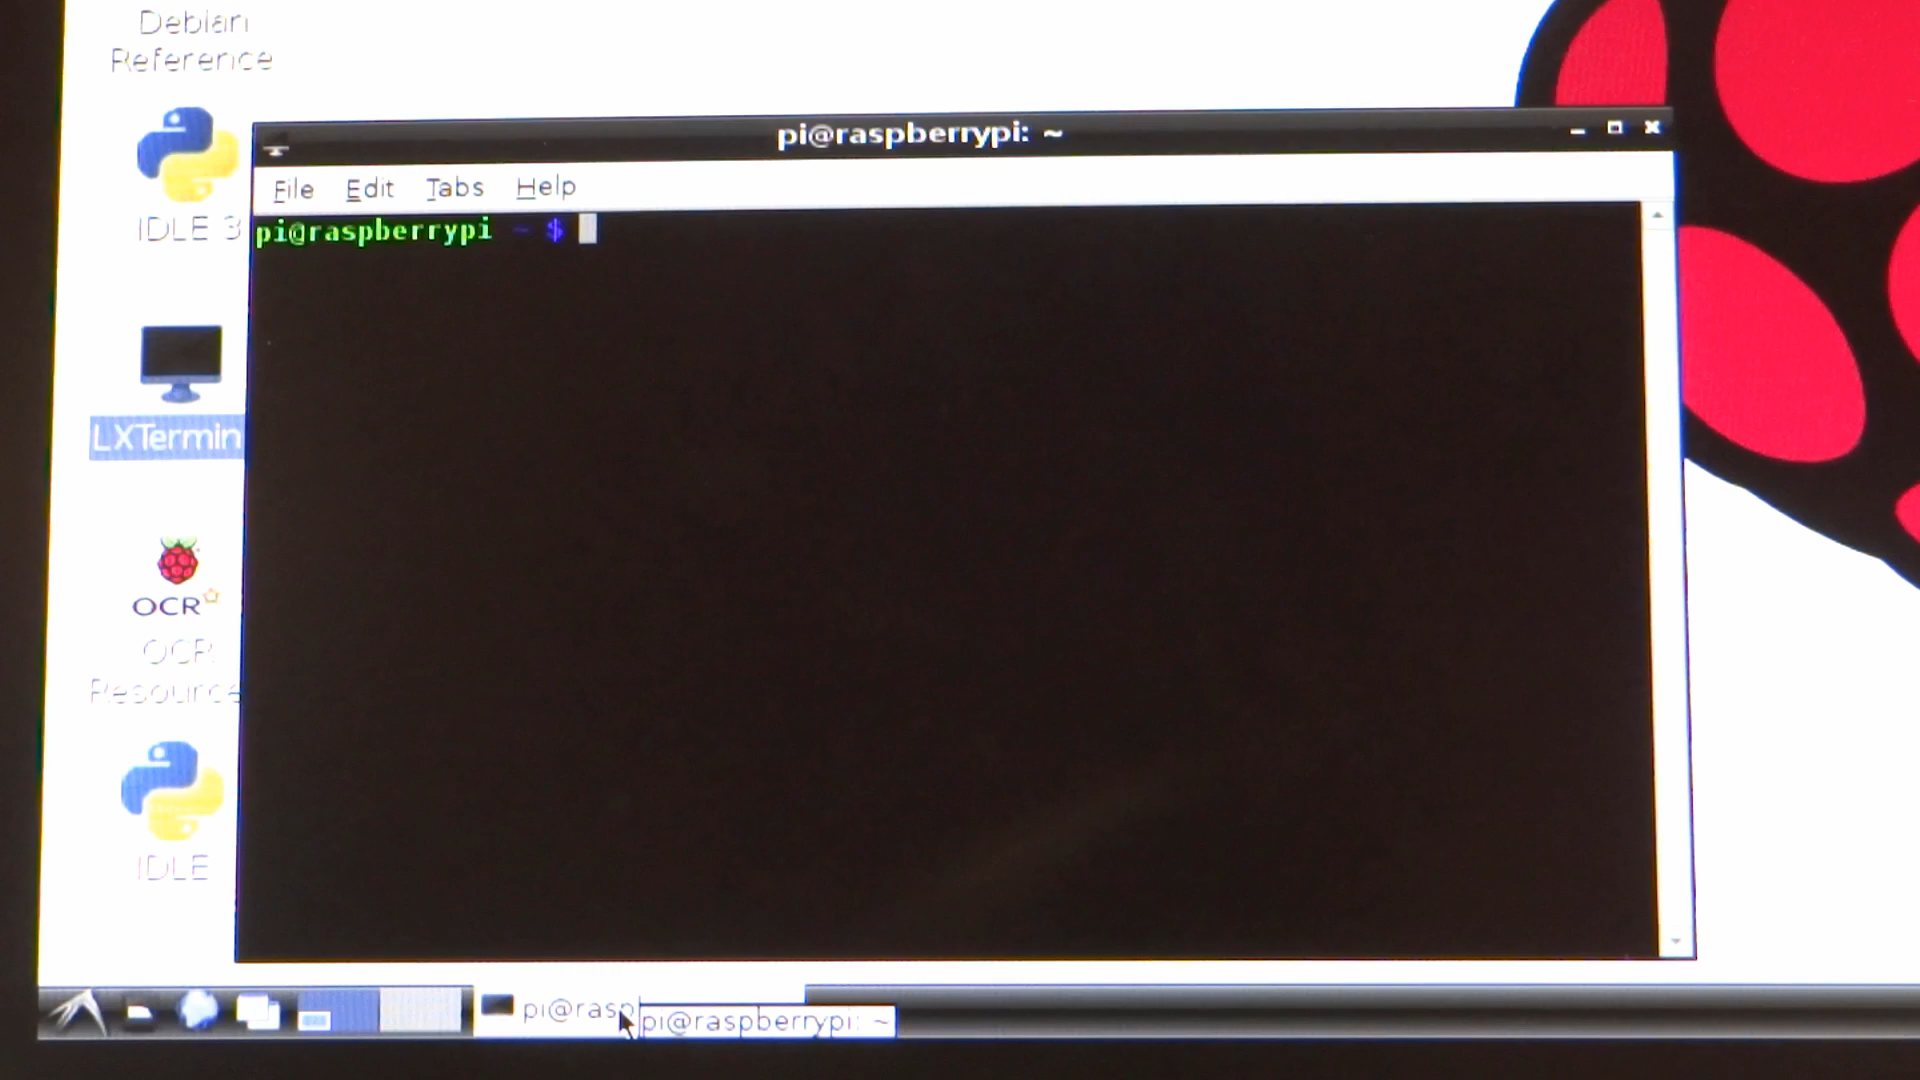 Debian
Reference
IDLE 3
LXTermin
OCR
OCR
Resource
IDLE
pi@raspberrypi: ~
File Edit Tabs Help
pi@raspberrypi ~ $
pi@rasp
pi@raspberrypi: ~